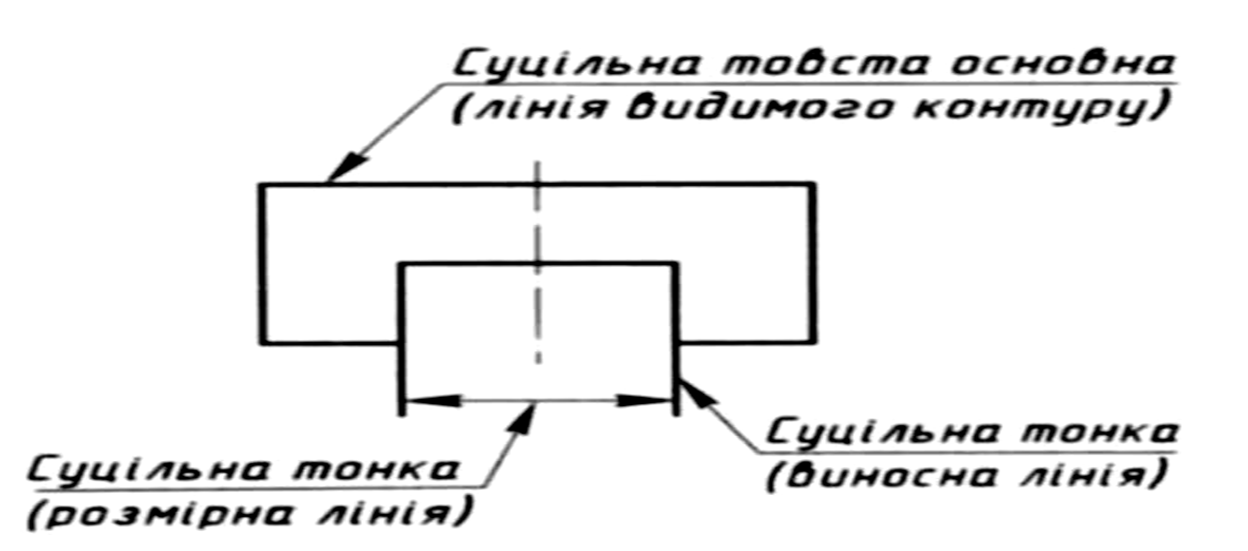 Суцільна товста основна
(лінія видимого контуру)
Суцільна тонка
(виносна лінія)
Суцільна тонка
(розмірна лінія)